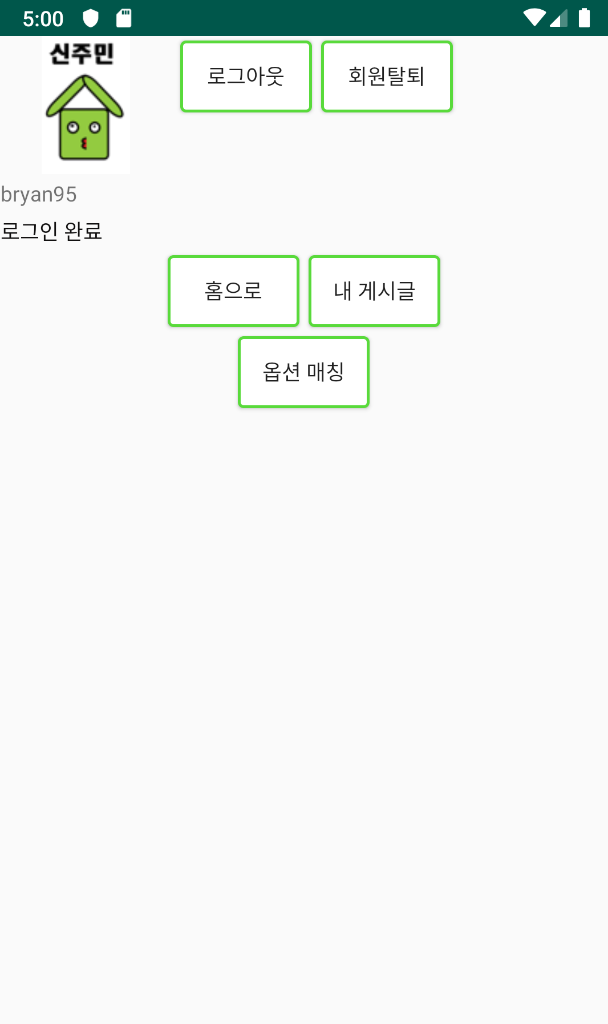 5:00
신주민
로그아웃 회원탈퇴
bryan95
로그인 완료
홈으로 내 게시글
옵션 매칭